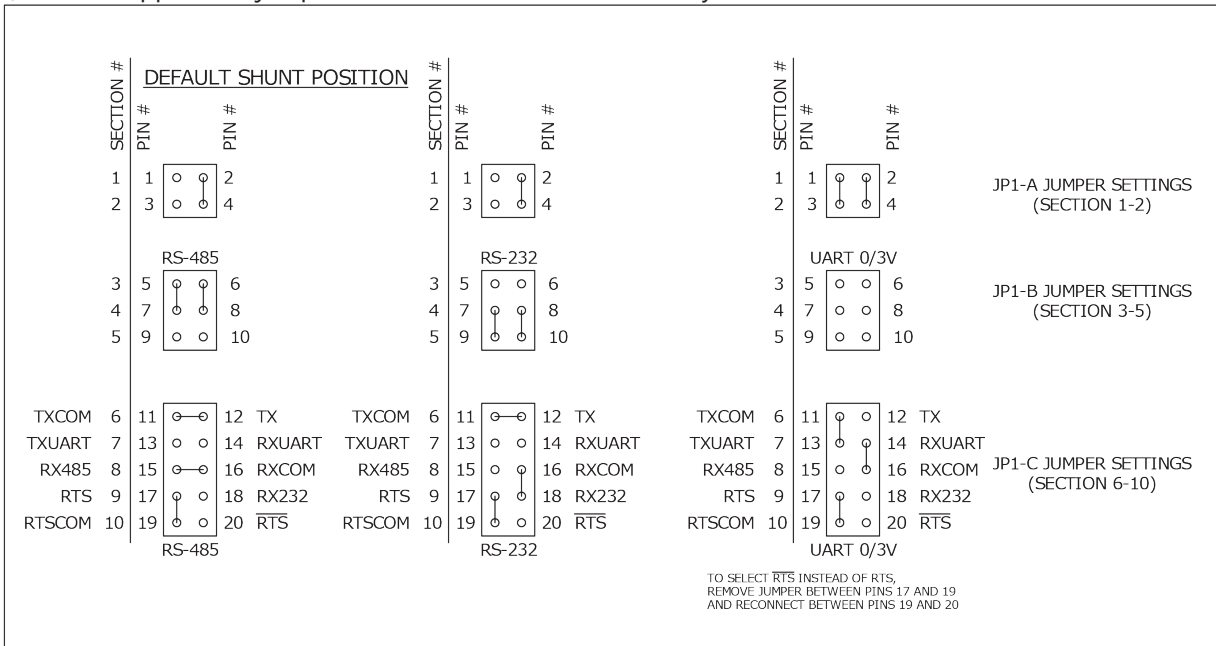 DEFAULT SHUNT POSITION
SECTION # PIN # PIN # SECTION # PIN # PIN # SECTION # PIN # PIN #
1 1 2 1 1 2 1 1 2
JP1-A JUMPER SETTINGS
2 3 4 2 3 4 2 3 4
(SECTION 1-2)
RS-485 RS-232 UART 0/3V
3 5 6 3 5 6 3 5 6
JP1-B JUMPER SETTINGS
4 7 8 4 7 8 4 7 8
(SECTION 3-5)
5 9 10 5 9 10 5 9 10
TXCOM 6 11 12 TX TXCOM 6 11 12 TX TXCOM 6 11 12 TX
TXUART 7 13 14 RXUART TXUART 7 13 14 RXUART TXUART 7 13 14 RXUART
RX485 8 15 16 RXCOM RX485 8 15 16 RXCOM RX485 8 15 16 RXCOM
JP1-C JUMPER SETTINGS
(SECTION 6-10)
RTS 9 17 18 RX232 RTS 9 17 18 RX232 RTS 9 17 18 RX232
RTSCOM 10 19 20 R̅T̅S̅ RTSCOM 10 19 20 R̅T̅S̅ RTSCOM 10 19 20 R̅T̅S̅
RS-485 RS-232 UART 0/3V
TO SELECT R̅T̅S̅ INSTEAD OF RTS,
REMOVE JUMPER BETWEEN PINS 17 AND 19
AND RECONNECT BETWEEN PINS 19 AND 20